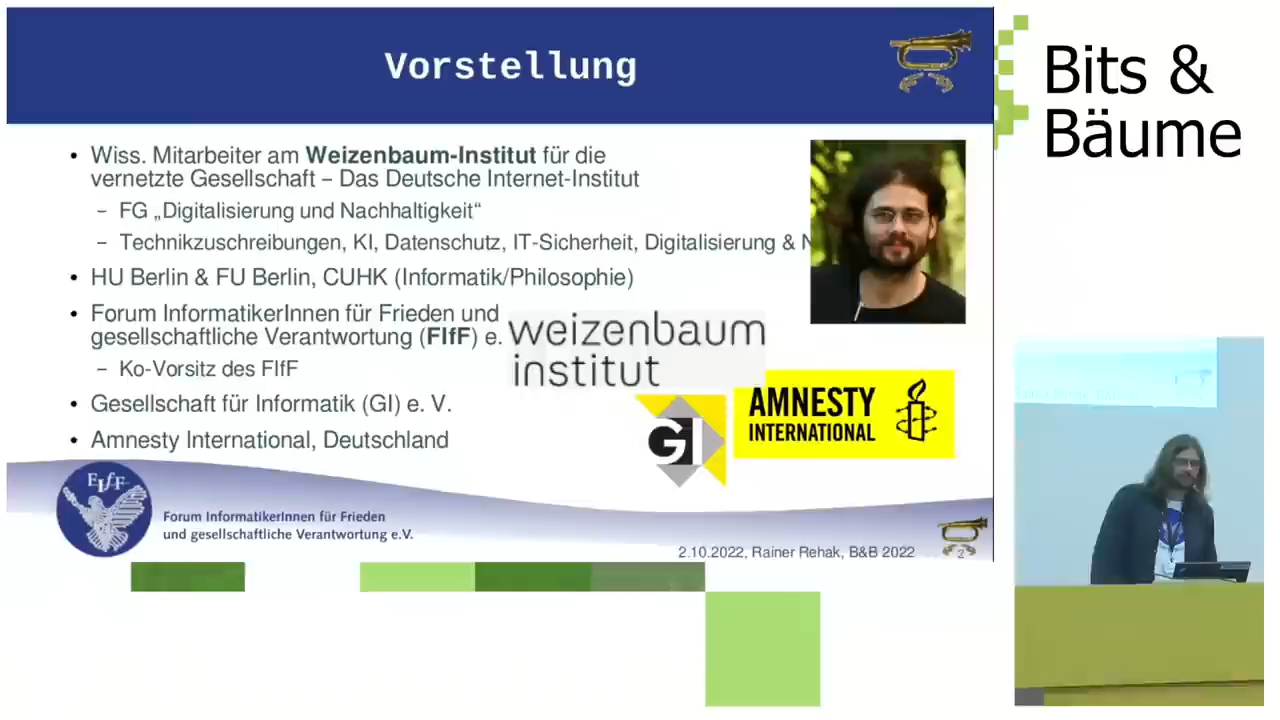 Vorstellung
• Wiss. Mitarbeiter am Weizenbaum-Institut für die
vernetzte Gesellschaft – Das Deutsche Internet-Institut
– FG „Digitalisierung und Nachhaltigkeit“
– Technikzuschreibungen, KI, Datenschutz, IT-Sicherheit, Digitalisierung & N
• HU Berlin & FU Berlin, CUHK (Informatik/Philosophie)
• Forum InformatikerInnen für Frieden und
gesellschaftliche Verantwortung (FIfF) e.
– Ko-Vorsitz des FIfF
• Gesellschaft für Informatik (GI) e. V.
• Amnesty International, Deutschland
weizenbaum
institut
GI
AMNESTY
INTERNATIONAL
FIfF
Forum InformatikerInnen für Frieden
und gesellschaftliche Verantwortung e.V.
2.10.2022, Rainer Rehak, B&B 2022
2
Bits &
Bäume